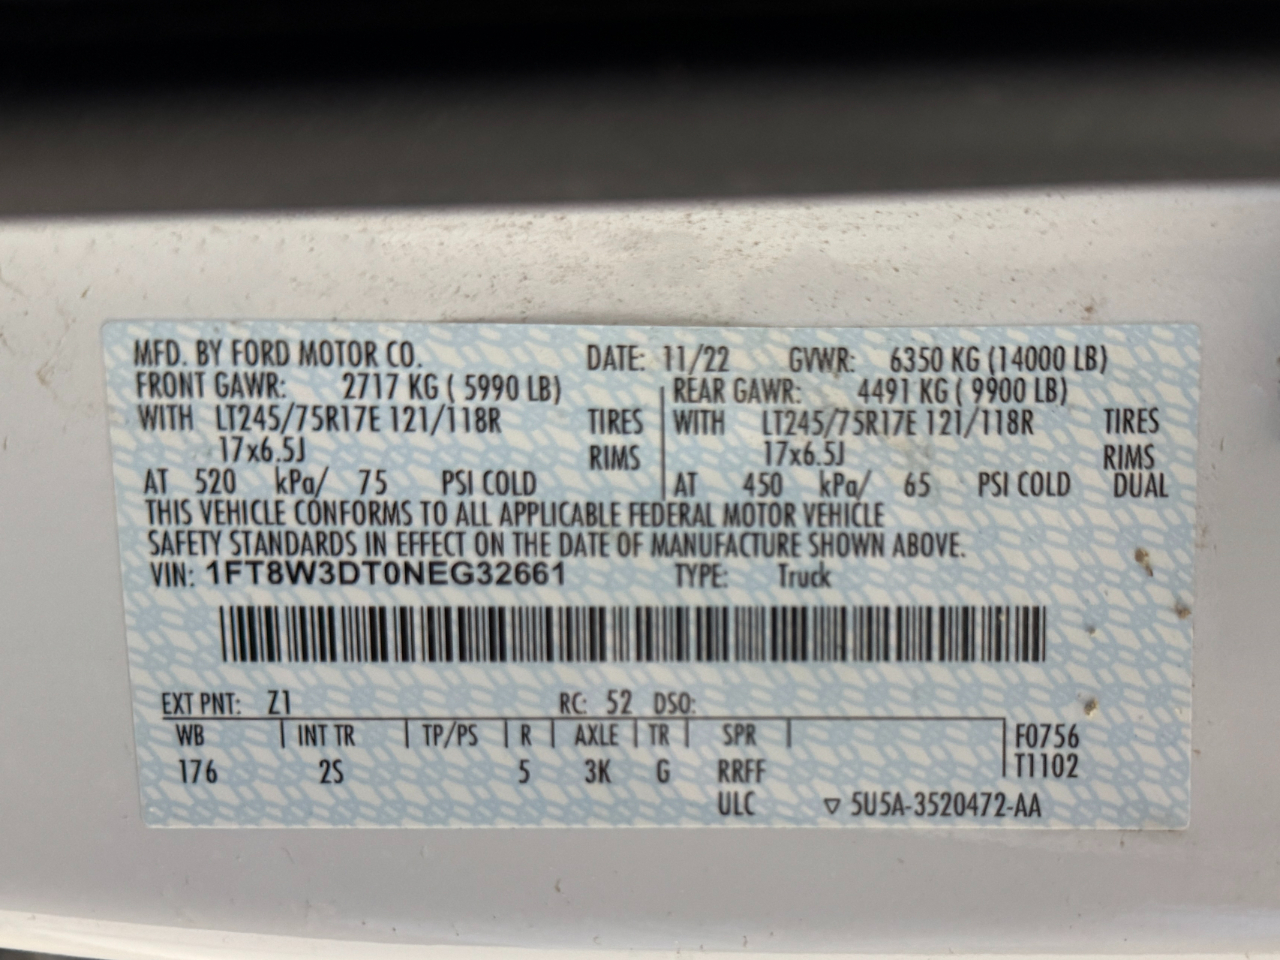 MFD. BY FORD MOTOR CO. DATE: 11/22 GVWR: 6350 KG (14000 LB)
FRONT GAWR: 2717 KG ( 5990 LB) REAR GAWR: 4491 KG ( 9900 LB)
WITH LT245/75R17E 121/118R TIRES WITH LT245/75R17E 121/118R TIRES
17x6.5J RIMS 17x6.5J RIMS
AT 520 kPa/ 75 PSI COLD AT 450 kPa/ 65 PSI COLD DUAL
THIS VEHICLE CONFORMS TO ALL APPLICABLE FEDERAL MOTOR VEHICLE
SAFETY STANDARDS IN EFFECT ON THE DATE OF MANUFACTURE SHOWN ABOVE.
VIN: 1FT8W3DT0NEG32661 TYPE: Truck
EXT PNT: Z1 RC: 52 DSO:
WB INT TR TP/PS R AXLE TR SPR F0756
176 2S 5 3K G RRFF T1102
ULC ▽ 5U5A-3520472-AA